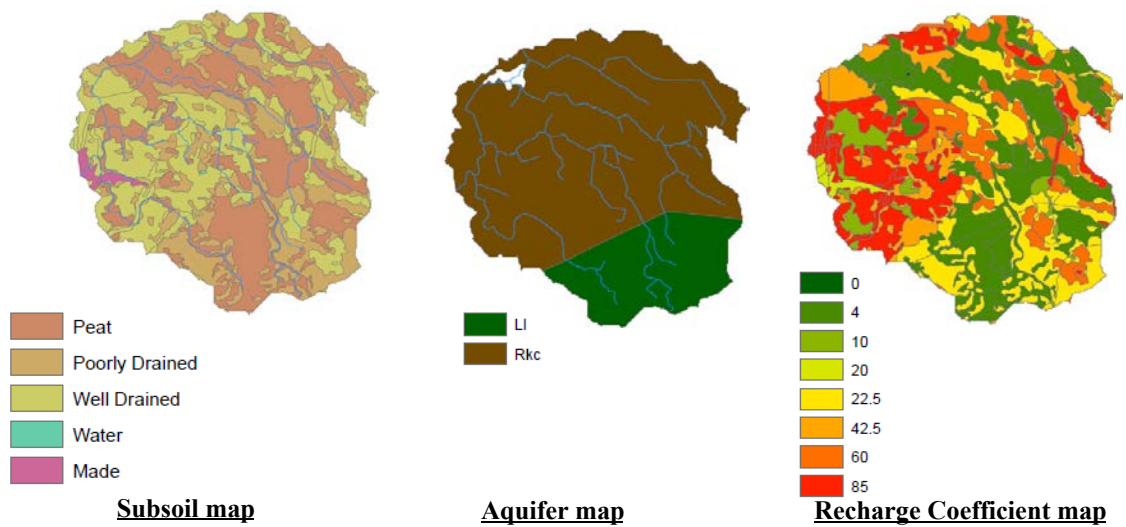 Peat
Poorly Drained
Well Drained
Water
Made
Subsoil map
Ll
Rkc
Aquifer map
0
4
10
20
22.5
42.5
60
85
Recharge Coefficient map